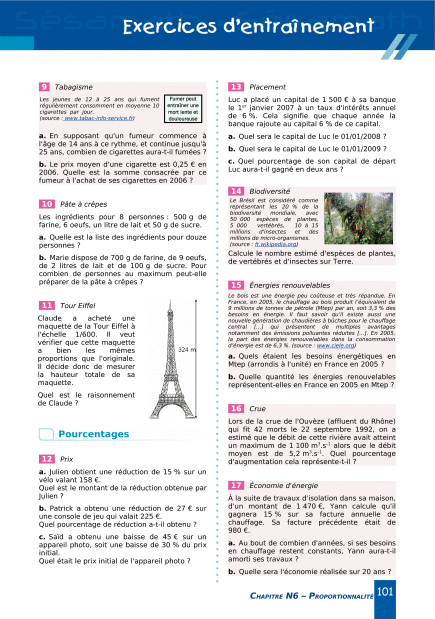 Exercices d'entraînement
9 Tabagisme
Les jeunes de 12 à 25 ans qui fument
régulièrement consomment en moyenne 10
cigarettes par jour.
(source : www.tabac-info-service.fr)
Fumer peut
entraîner une
mort lente et
douloureuse
a. En supposant qu'un fumeur commence à
l'âge de 14 ans à ce rythme, et continue jusqu'à
25 ans, combien de cigarettes aura-t-il fumées ?
b. Le prix moyen d'une cigarette est 0,25 € en
2006. Quelle est la somme consacrée par ce
fumeur à l'achat de ses cigarettes en 2006 ?
10 Pâte à crêpes
Les ingrédients pour 8 personnes : 500 g de
farine, 6 oeufs, un litre de lait et 50 g de sucre.
a. Quelle est la liste des ingrédients pour douze
personnes ?
b. Marie dispose de 700 g de farine, de 9 oeufs,
de 2 litres de lait et de 100 g de sucre. Pour
combien de personnes au maximum peut-elle
préparer de la pâte à crêpes ?
11 Tour Eiffel
Claude a acheté une
maquette de la Tour Eiffel à
l'échelle 1/600. Il veut
vérifier que cette maquette
a bien les mêmes
proportions que l'originale.
Il décide donc de mesurer
la hauteur totale de sa
maquette.
Quel est le raisonnement
de Claude ?
324 m
Pourcentages
12 Prix
a. Julien obtient une réduction de 15 % sur un
vélo valant 158 €.
Quel est le montant de la réduction obtenue par
Julien ?
b. Patrick a obtenu une réduction de 27 € sur
une console de jeu qui valait 225 €.
Quel pourcentage de réduction a-t-il obtenu ?
c. Saïd a obtenu une baisse de 45 € sur un
appareil photo, soit une baisse de 30 % du prix
initial.
Quel était le prix initial de l'appareil photo ?
13 Placement
Luc a placé un capital de 1 500 € à sa banque
le 1er janvier 2007 à un taux d'intérêts annuel
de 6 %. Cela signifie que chaque année la
banque rajoute au capital 6 % de ce capital.
a. Quel sera le capital de Luc le 01/01/2008 ?
b. Quel sera le capital de Luc le 01/01/2009 ?
c. Quel pourcentage de son capital de départ
Luc aura-t-il gagné en deux ans ?
14 Biodiversité
Le Brésil est considéré comme
représentant les 20 % de la
biodiversité mondiale, avec
50 000 espèces de plantes,
5 000 vertébrés, 10 à 15
millions d'insectes et des
millions de micro-organismes.
(source : fr.wikipedia.org)
Calcule le nombre estimé d'espèces de plantes,
de vertébrés et d'insectes sur Terre.
15 Énergies renouvelables
Le bois est une énergie peu coûteuse et très répandue. En
France, en 2005, le chauffage au bois produit l'équivalent de
9 millions de tonnes de pétrole (Mtep) par an, soit 3,3 % des
besoins en énergie. Il faut savoir qu'il existe aussi une
nouvelle génération de chaudières à bûches pour le chauffage
central [...] qui présentent de multiples avantages
notamment des émissions polluantes réduites [...]. En 2005,
la part des énergies renouvelables dans la consommation
d'énergie est de 6,3 %. (source : www.ciele.org)
a. Quels étaient les besoins énergétiques en
Mtep (arrondis à l'unité) en France en 2005 ?
b. Quelle quantité les énergies renouvelables
représentent-elles en France en 2005 en Mtep ?
16 Crue
Lors de la crue de l'Ouvèze (affluent du Rhône)
qui fit 42 morts le 22 septembre 1992, on a
estimé que le débit de cette rivière avait atteint
un maximum de 1 100 m³.s⁻¹ alors que le débit
moyen est de 5,2 m³.s⁻¹. Quel pourcentage
d'augmentation cela représente-t-il ?
17 Économie d'énergie
À la suite de travaux d'isolation dans sa maison,
d'un montant de 1 470 €, Yann calcule qu'il
gagnera 15 % sur sa facture annuelle de
chauffage. Sa facture précédente était de
980 €.
a. Au bout de combien d'années, si ses besoins
en chauffage restent constants, Yann aura-t-il
amorti ses travaux ?
b. Quelle sera l'économie réalisée sur 20 ans ?
CHAPITRE N6 – PROPORTIONNALITÉ 101